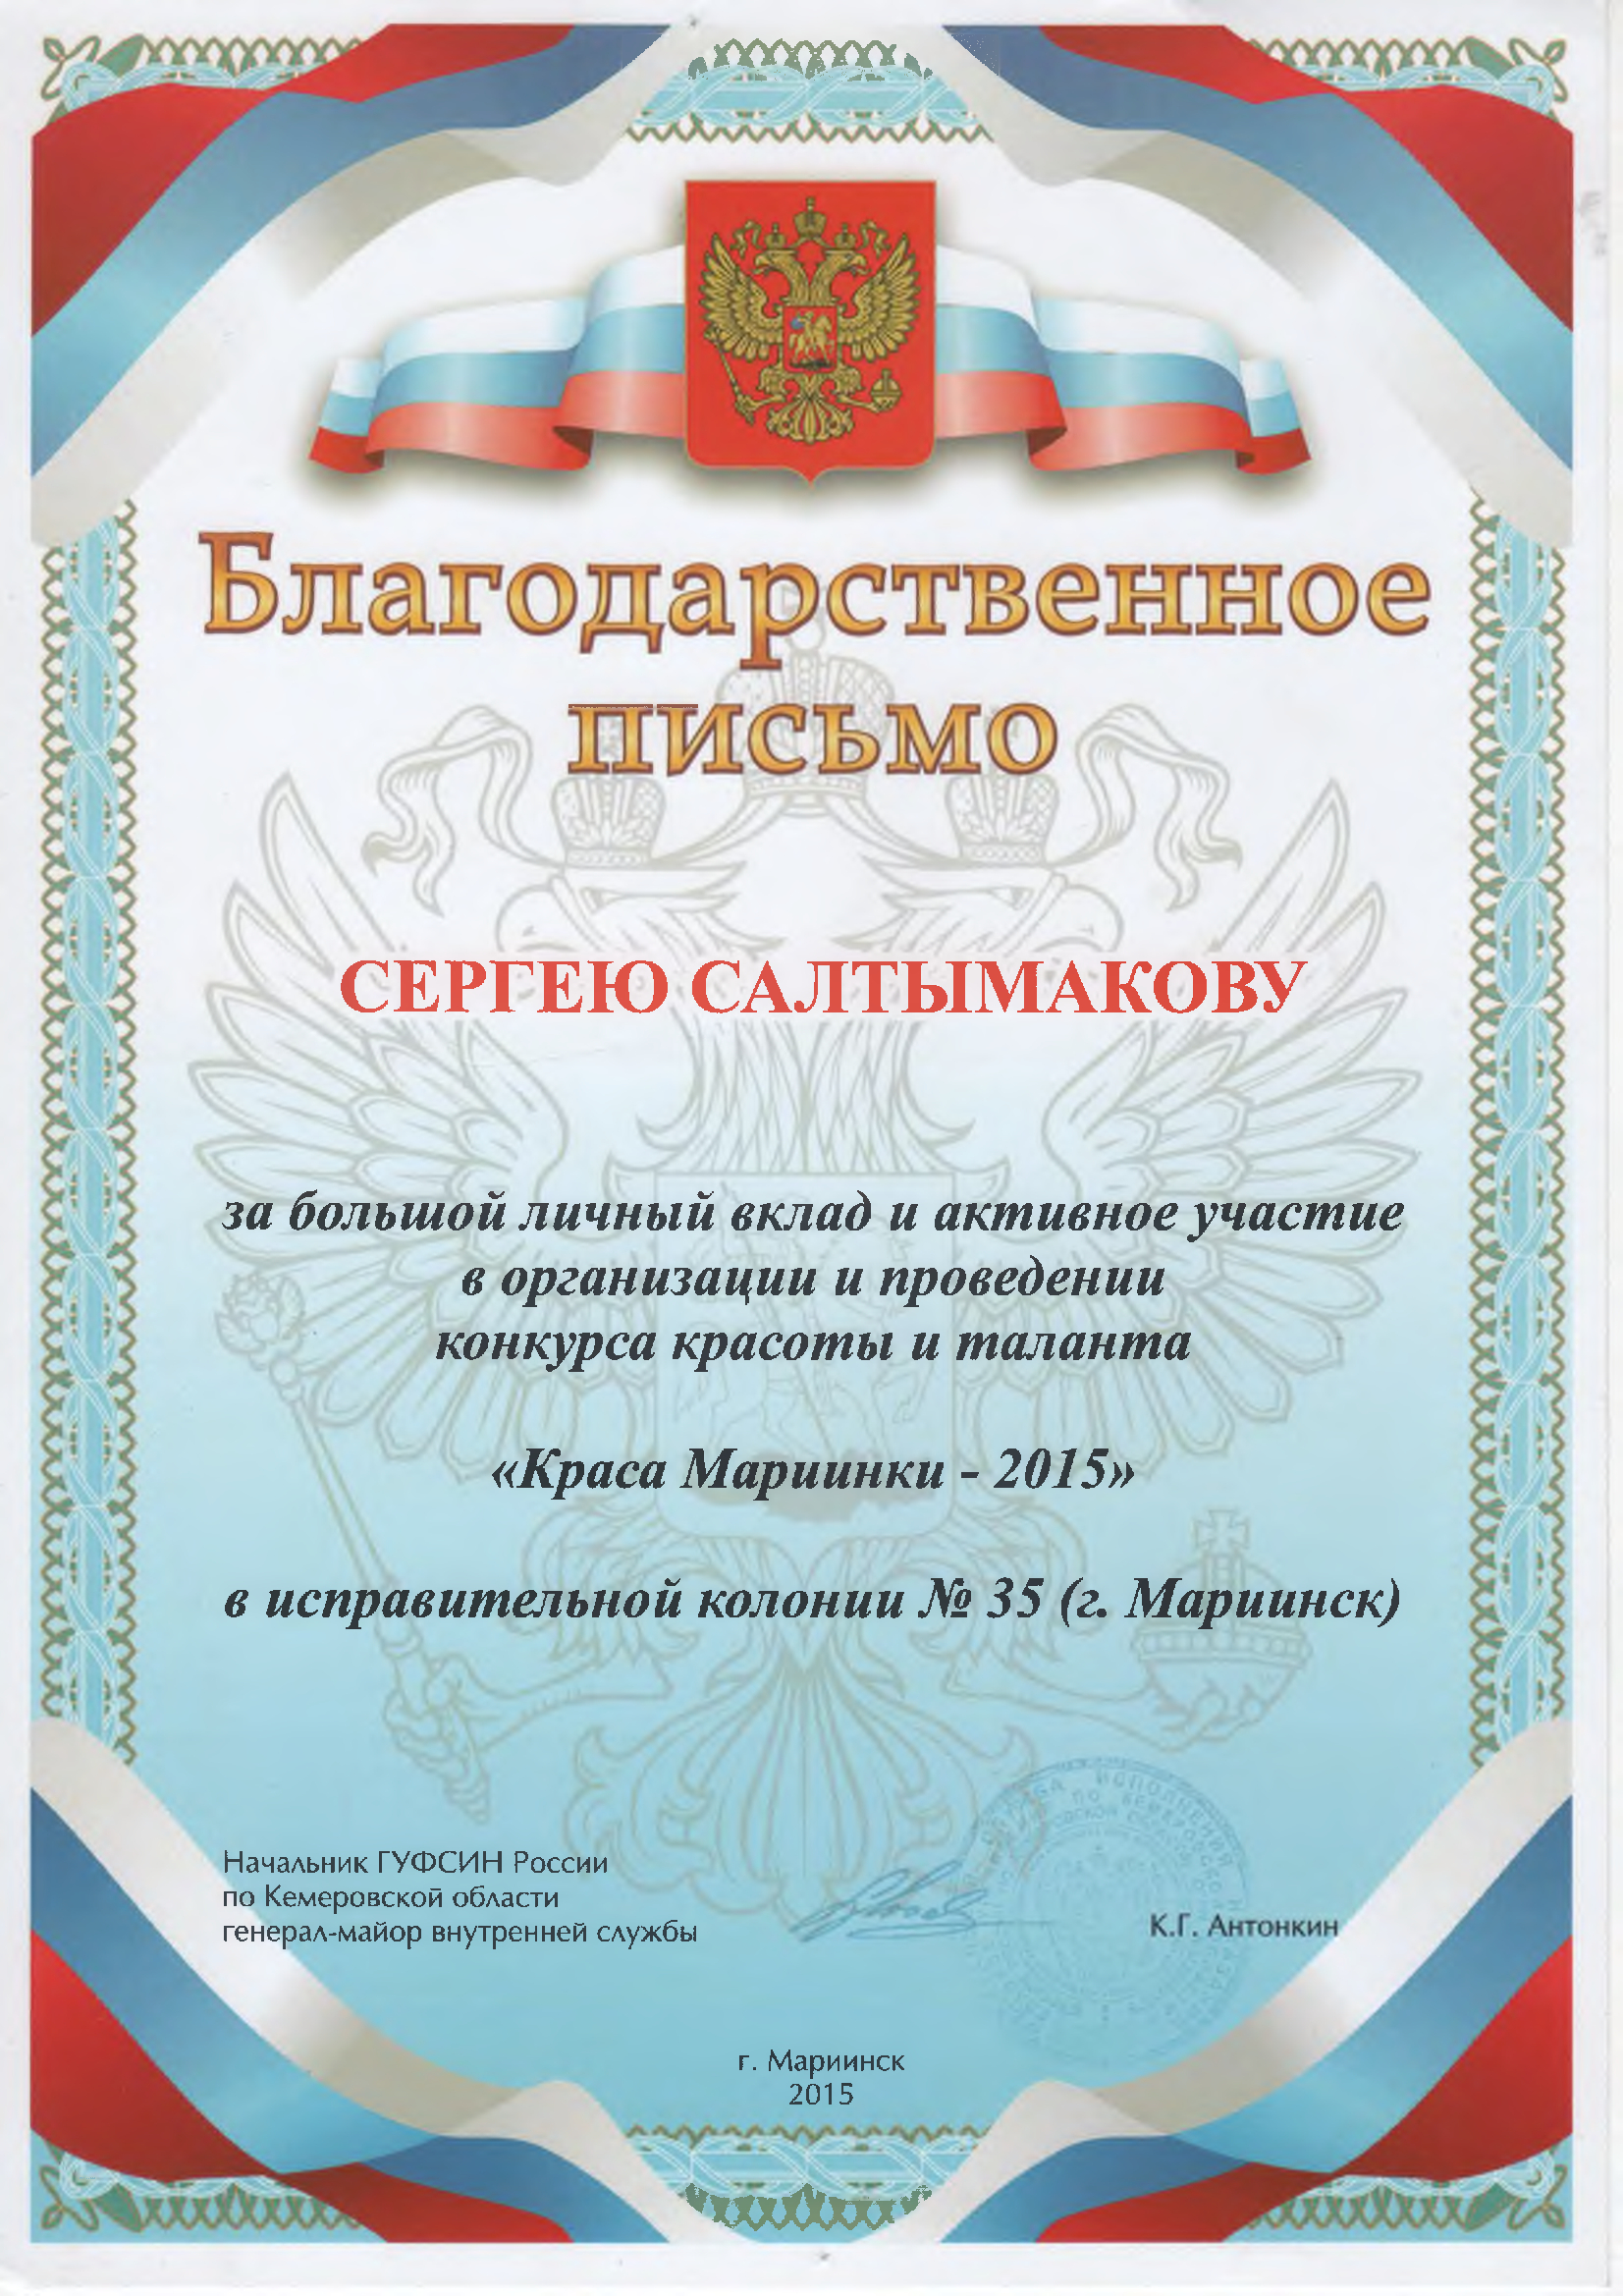 Благодарственное
письмо
СЕРГЕЮ САЛТЫМАКОВУ
за большой личный вклад и активное участие
в организации и проведении
конкурса красоты и таланта
«Краса Мариинки - 2015»
в исправительной колонии № 35 (г. Мариинск)
Начальник ГУФСИН России
по Кемеровской области
генерал-майор внутренней службы
К.Г. Антонкин
г. Мариинск
2015